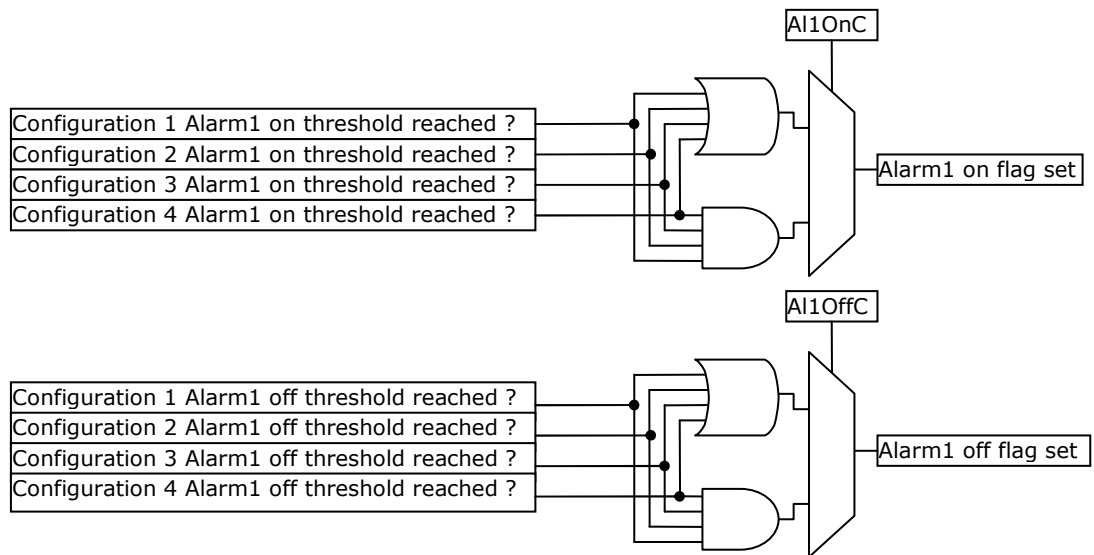 Al1OnC
Configuration 1 Alarm1 on threshold reached ?
Configuration 2 Alarm1 on threshold reached ?
Configuration 3 Alarm1 on threshold reached ?
Configuration 4 Alarm1 on threshold reached ?
Alarm1 on flag set
Al1OffC
Configuration 1 Alarm1 off threshold reached ?
Configuration 2 Alarm1 off threshold reached ?
Configuration 3 Alarm1 off threshold reached ?
Configuration 4 Alarm1 off threshold reached ?
Alarm1 off flag set